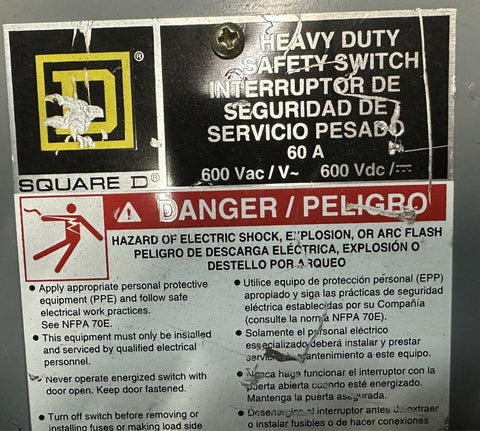 HEAVY DUTY
SAFETY SWITCH
INTERRUPTOR DE
SEGURIDAD DE
SERVICIO PESADO
60 A
600 Vac / V~ 600 Vdc / ⎓
D ®
SQUARE D®
⚠ DANGER / PELIGRO
HAZARD OF ELECTRIC SHOCK, EXPLOSION, OR ARC FLASH
PELIGRO DE DESCARGA ELÉCTRICA, EXPLOSIÓN O
DESTELLO POR ARQUEO
• Apply appropriate personal protective
equipment (PPE) and follow safe
electrical work practices.
See NFPA 70E.
• This equipment must only be installed
and serviced by qualified electrical
personnel.
Never operate energized switch with
door open. Keep door fastened.
• Turn off switch before removing or
installing fuses or making load side
• Utilice equipo de protección personal (EPP)
apropiado y siga las prácticas de seguridad
eléctrica establecidas por su Compañía
(consulte la norma NFPA 70E).
• Solamente el personal eléctrico
especializado deberá instalar y prestar
servicio de mantenimiento a este equipo.
• Nunca haga funcionar el interruptor con la
puerta abierta cuando esté energizado.
Mantenga la puerta asegurada.
• Desenergice el interruptor antes de extraer
o instalar fusibles o de hacer conexiones